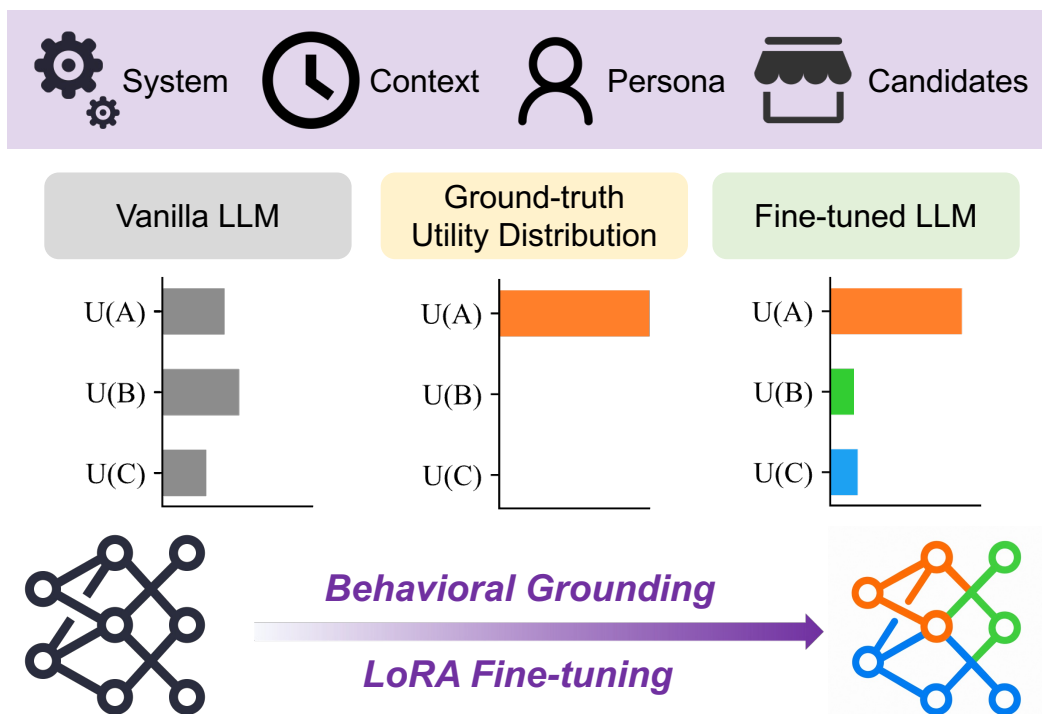 System
Context
Persona
Candidates
Vanilla LLM
Ground-truth
Utility Distribution
Fine-tuned LLM
U(A)
U(B)
U(C)
U(A)
U(B)
U(C)
U(A)
U(B)
U(C)
Behavioral Grounding
LoRA Fine-tuning